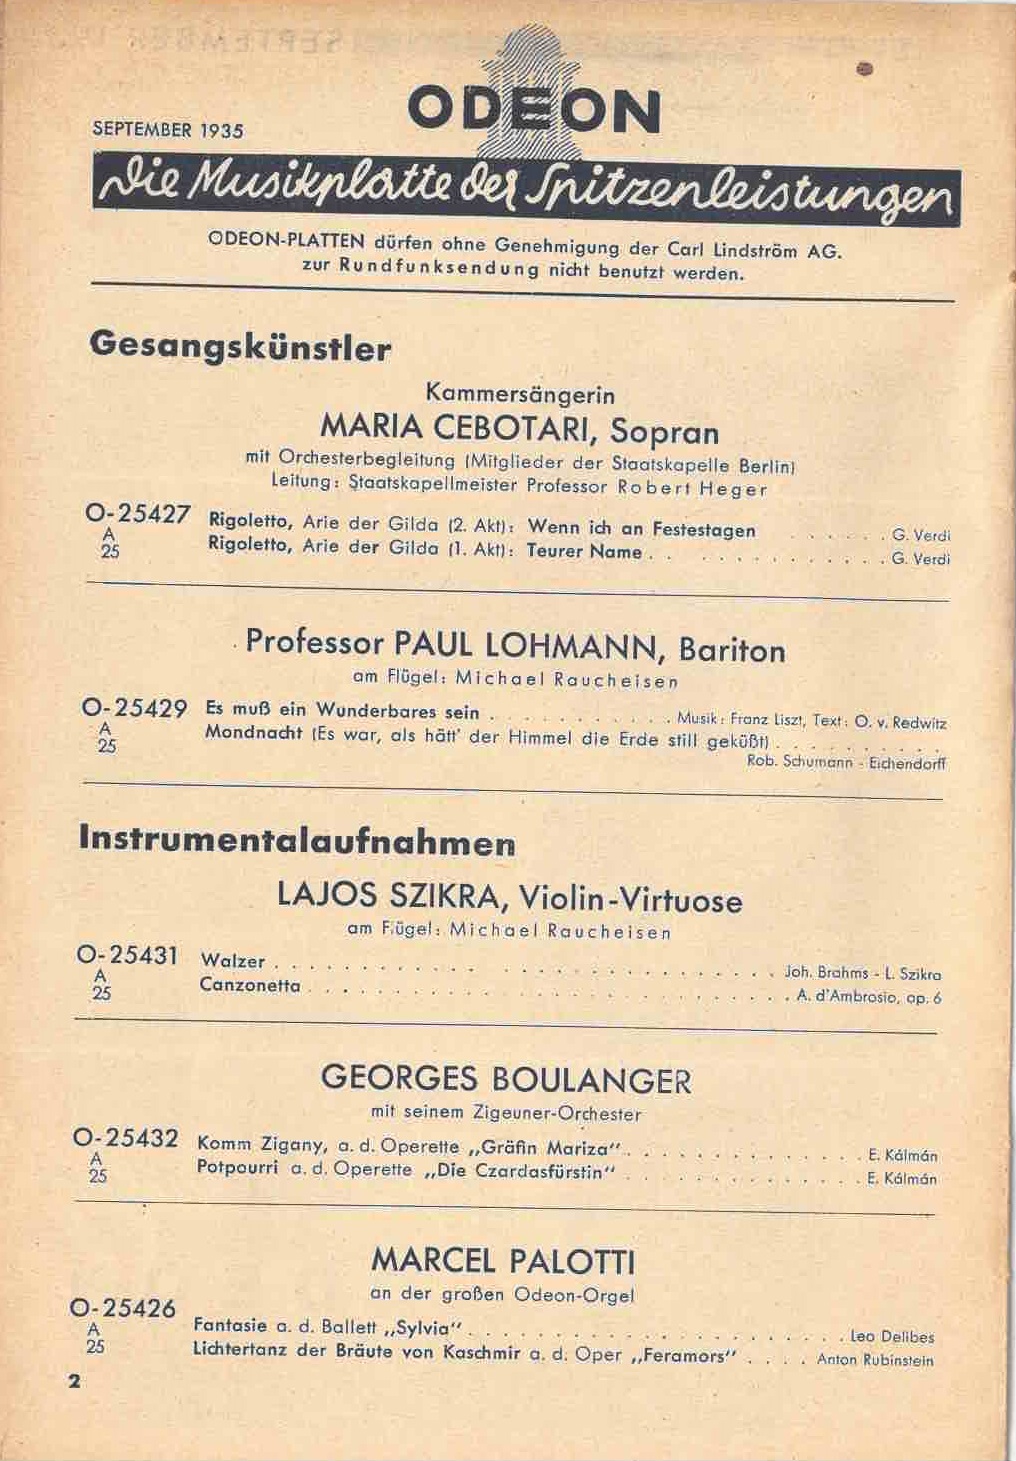 ODEON
SEPTEMBER 1935
Die Musikplatte der Spitzenleistungen
ODEON-PLATTEN dürfen ohne Genehmigung der Carl Lindström AG.
zur Rundfunksendung nicht benutzt werden.
Gesangskünstler
Kammersängerin
MARIA CEBOTARI, Sopran
mit Orchesterbegleitung (Mitglieder der Staatskapelle Berlin)
Leitung: Staatskapellmeister Professor Robert Heger
O-25427 Rigoletto, Arie der Gilda (2. Akt): Wenn ich an Festestagen . . . . . . G. Verdi
A
25 Rigoletto, Arie der Gilda (1. Akt): Teurer Name . . . . . . . . . . . . . G. Verdi
Professor PAUL LOHMANN, Bariton
am Flügel: Michael Raucheisen
O-25429 Es muß ein Wunderbares sein . . . . . . . . . . . Musik: Franz Liszt, Text: O. v. Redwitz
A
25 Mondnacht (Es war, als hätt' der Himmel die Erde still geküßt) . . . . . . . . . .
Rob. Schumann - Eichendorff
Instrumentalaufnahmen
LAJOS SZIKRA, Violin-Virtuose
am Flügel: Michael Raucheisen
O-25431 Walzer . . . . . . . . . . . . . . . . . . . . . . . . . . . . Joh. Brahms - L. Szikra
A
25 Canzonetta . . . . . . . . . . . . . . . . . . . . . . . . . . . A. d'Ambrosio, op. 6
GEORGES BOULANGER
mit seinem Zigeuner-Orchester
O-25432 Komm Zigany, a. d. Operette „Gräfin Mariza“ . . . . . . . . . . . . . . E. Kálmán
A
25 Potpourri a. d. Operette „Die Czardasfürstin“ . . . . . . . . . . . . . E. Kálmán
MARCEL PALOTTI
an der großen Odeon-Orgel
O-25426
A Fantasie a. d. Ballett „Sylvia“ . . . . . . . . . . . . . . . . . . . . . . Leo Delibes
25 Lichtertanz der Bräute von Kaschmir a. d. Oper „Feramors“ . . . . Anton Rubinstein
2